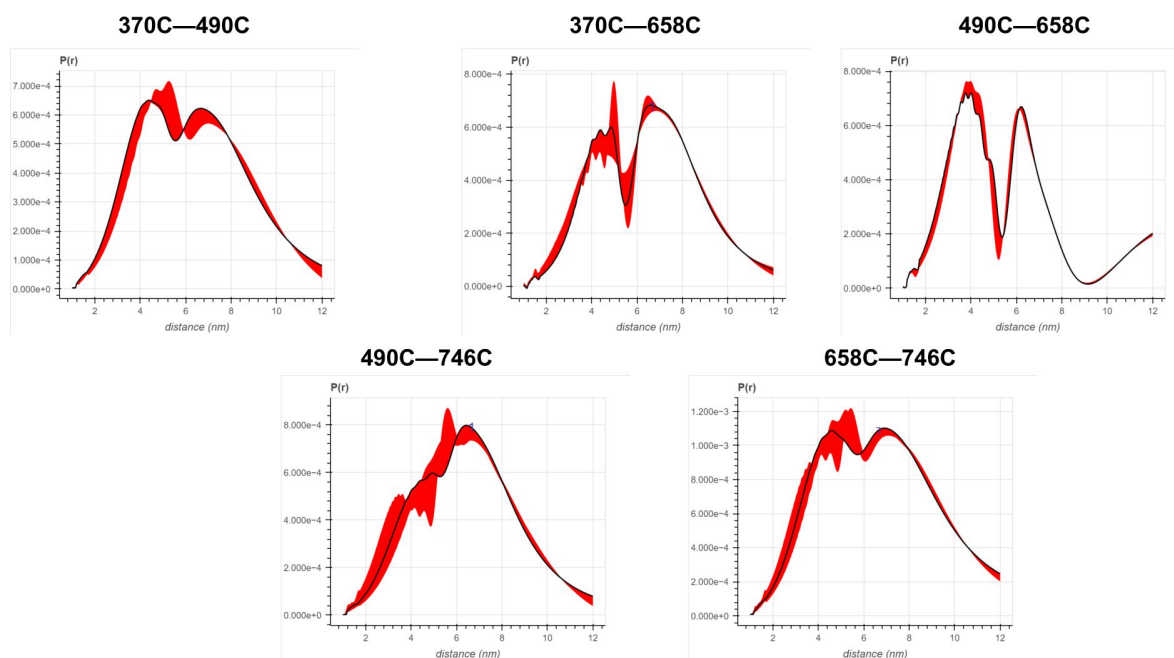 370C—490C
370C—658C
490C—658C
P(r)
7.000e−4
6.000e−4
5.000e−4
4.000e−4
3.000e−4
2.000e−4
1.000e−4
0.000e+0
2 4 6 8 10 12
distance (nm)
P(r)
8.000e−4
6.000e−4
4.000e−4
2.000e−4
0.000e+0
2 4 6 8 10 12
distance (nm)
P(r)
8.000e−4
6.000e−4
4.000e−4
2.000e−4
0.000e+0
2 4 6 8 10 12
distance (nm)
490C—746C
658C—746C
P(r)
8.000e−4
6.000e−4
4.000e−4
2.000e−4
0.000e+0
2 4 6 8 10 12
distance (nm)
P(r)
1.200e−3
1.000e−3
8.000e−4
6.000e−4
4.000e−4
2.000e−4
0.000e+0
2 4 6 8 10 12
distance (nm)